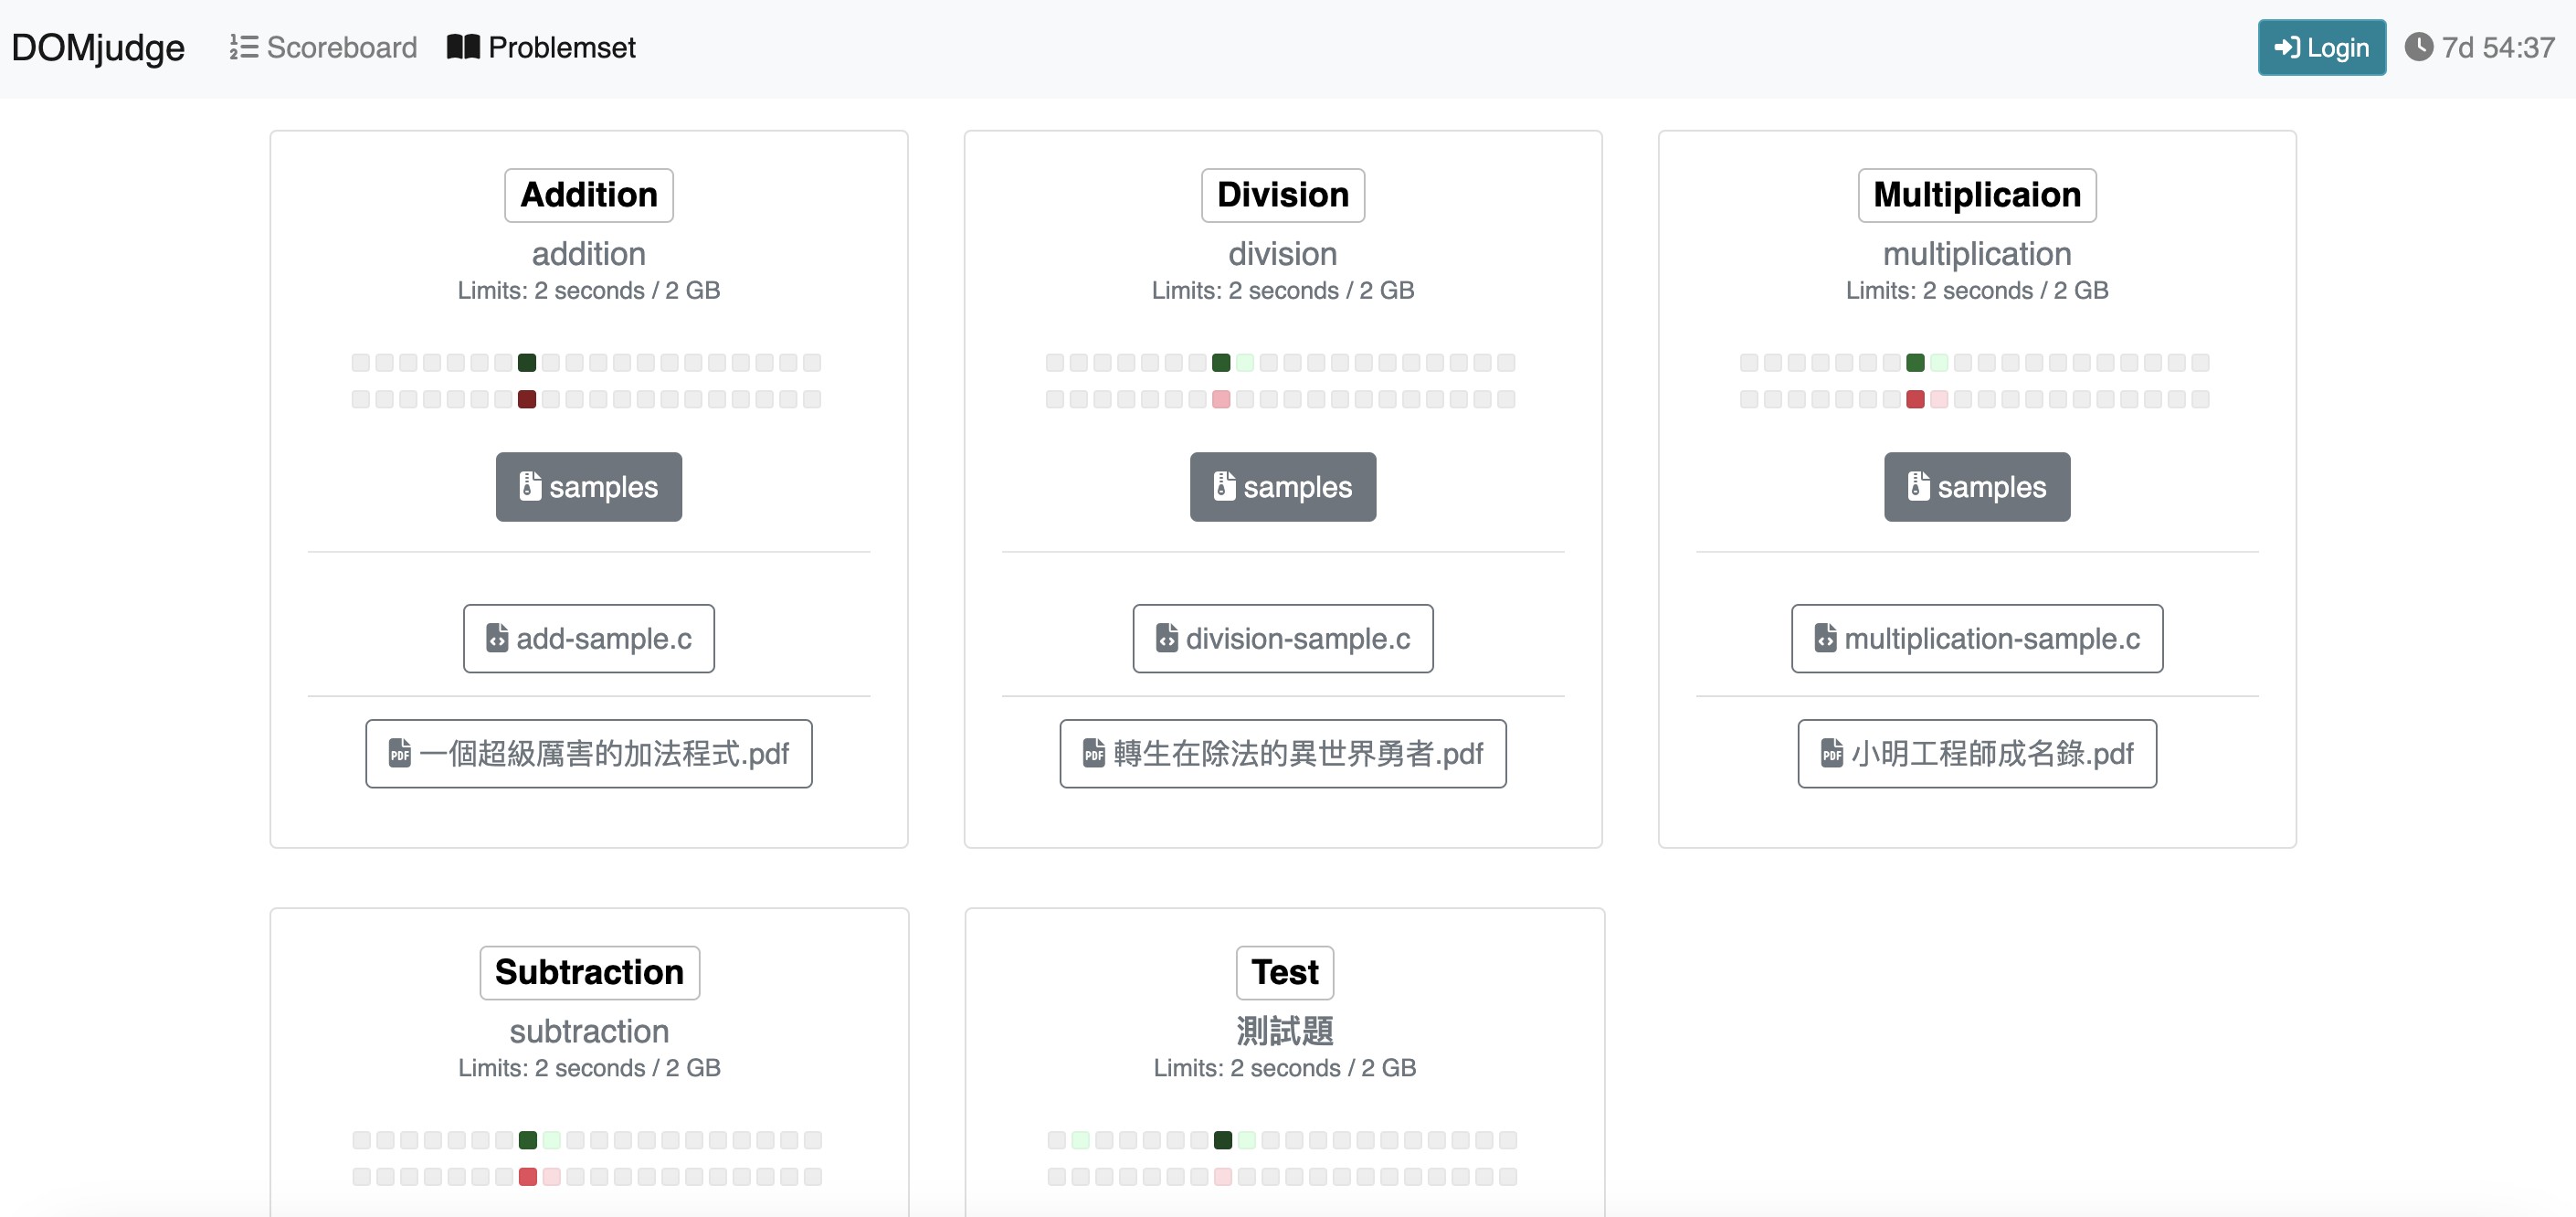 DOMjudge Scoreboard Problemset Login 7d 54:37
Addition
addition
Limits: 2 seconds / 2 GB
samples
add-sample.c
一個超級厲害的加法程式.pdf
Division
division
Limits: 2 seconds / 2 GB
samples
division-sample.c
轉生在除法的異世界勇者.pdf
Multiplicaion
multiplication
Limits: 2 seconds / 2 GB
samples
multiplication-sample.c
小明工程師成名錄.pdf
Subtraction
subtraction
Limits: 2 seconds / 2 GB
Test
測試題
Limits: 2 seconds / 2 GB